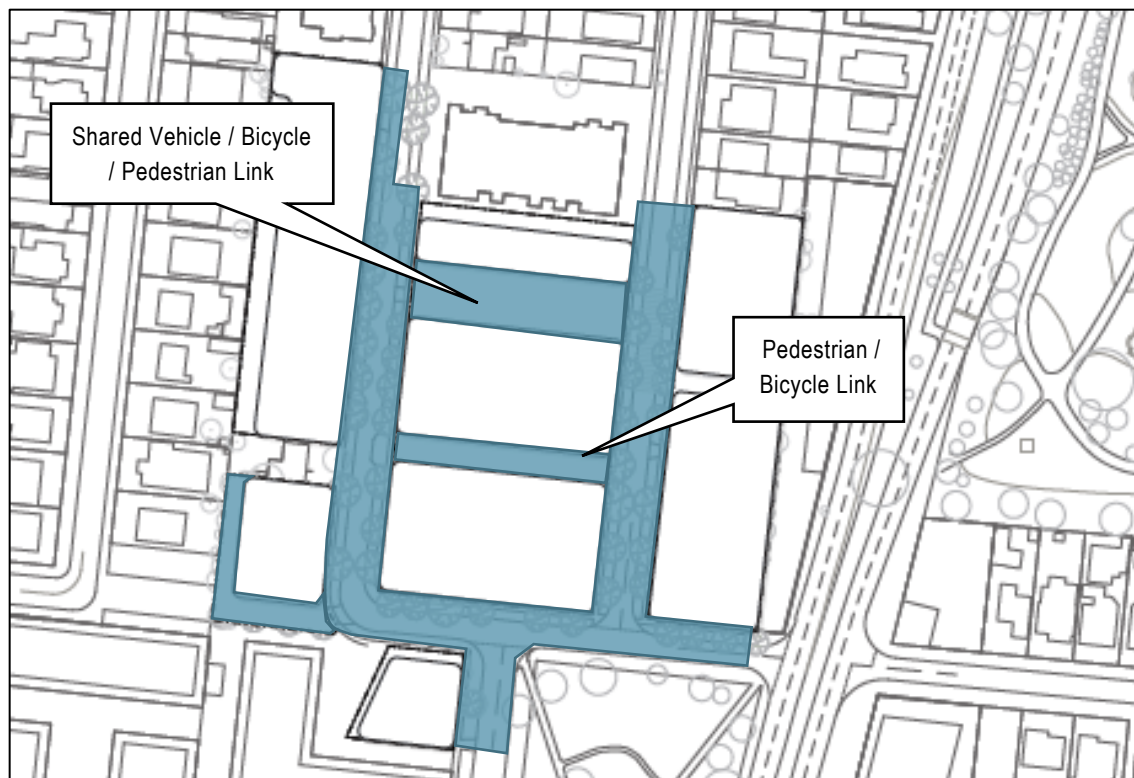 Shared Vehicle / Bicycle
/ Pedestrian Link
Pedestrian /
Bicycle Link